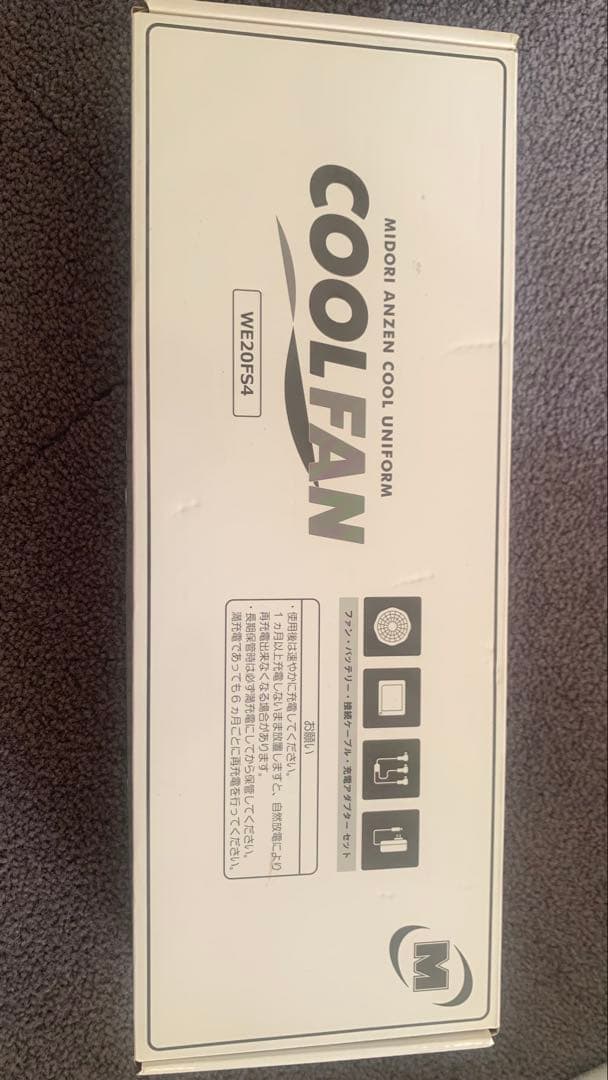 MIDORI ANZEN COOL UNIFORM
COOL FAN
WE20FS4
ファン・バッテリー・接続ケーブル・充電アダプター セット
お願い
・使用後は速やかに充電してください。
1ヵ月以上充電しないまま放置しますと、自然放電により
再充電出来なくなる場合があります。
・長期保管時は必ず満充電にしてから保管してください。
満充電であっても6ヵ月ごとに再充電を行ってください。
M